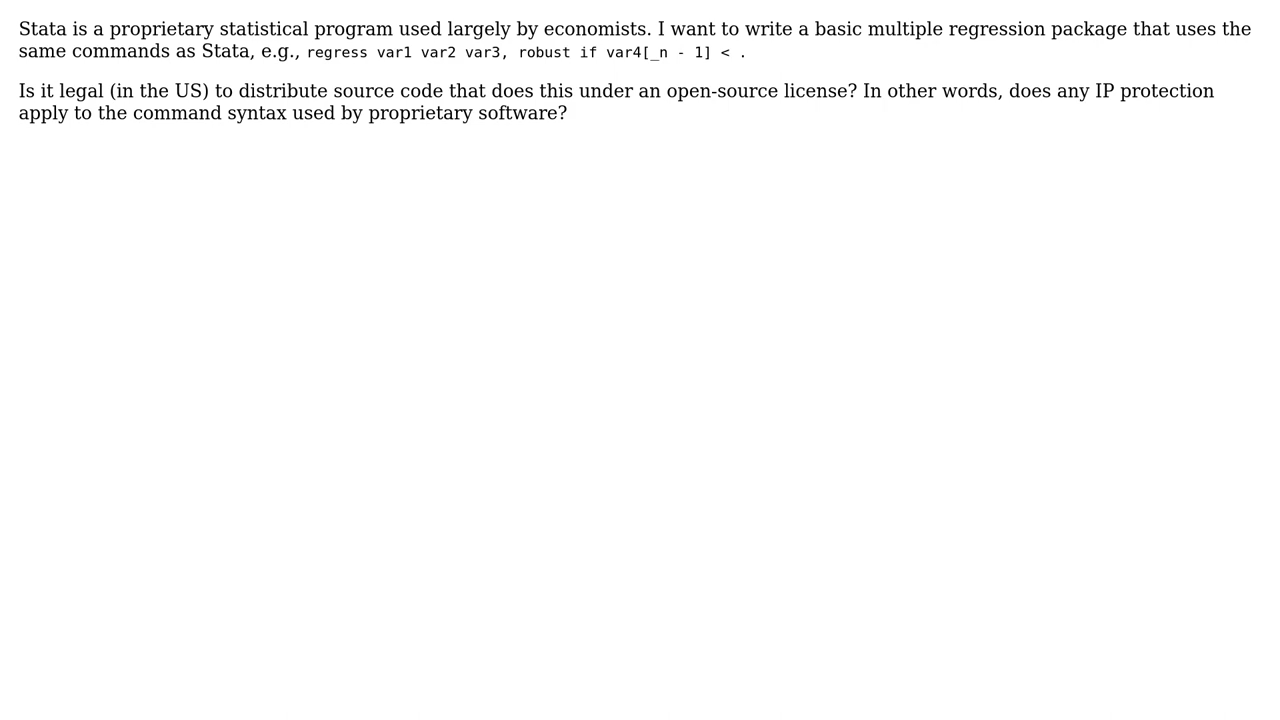 Stata is a proprietary statistical program used largely by economists. I want to write a basic multiple regression package that uses the
same commands as Stata, e.g., regress var1 var2 var3, robust if var4[_n - 1] < .
Is it legal (in the US) to distribute source code that does this under an open-source license? In other words, does any IP protection
apply to the command syntax used by proprietary software?